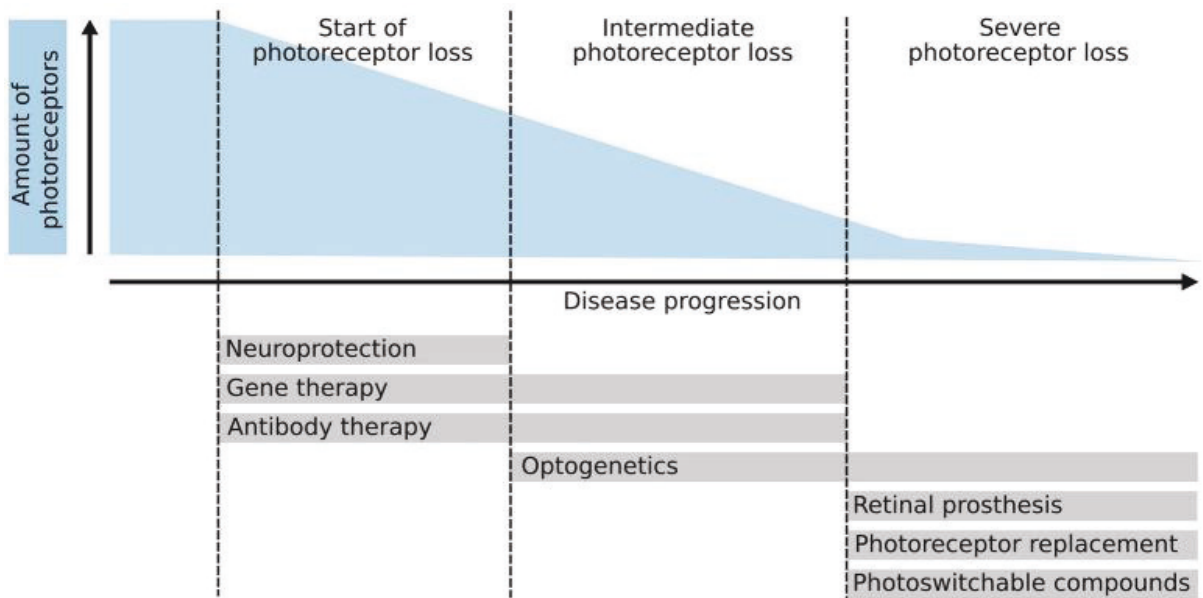 Amount of
photoreceptors
Start of
photoreceptor loss
Intermediate
photoreceptor loss
Severe
photoreceptor loss
Disease progression
Neuroprotection
Gene therapy
Antibody therapy
Optogenetics
Retinal prosthesis
Photoreceptor replacement
Photoswitchable compounds